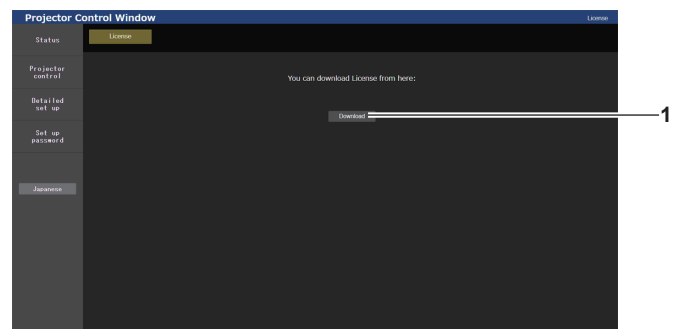 Projector Control Window
License
Status
License
Projector
control
You can download License from here:
Detailed
set up
Download
1
Set up
password
Japanese